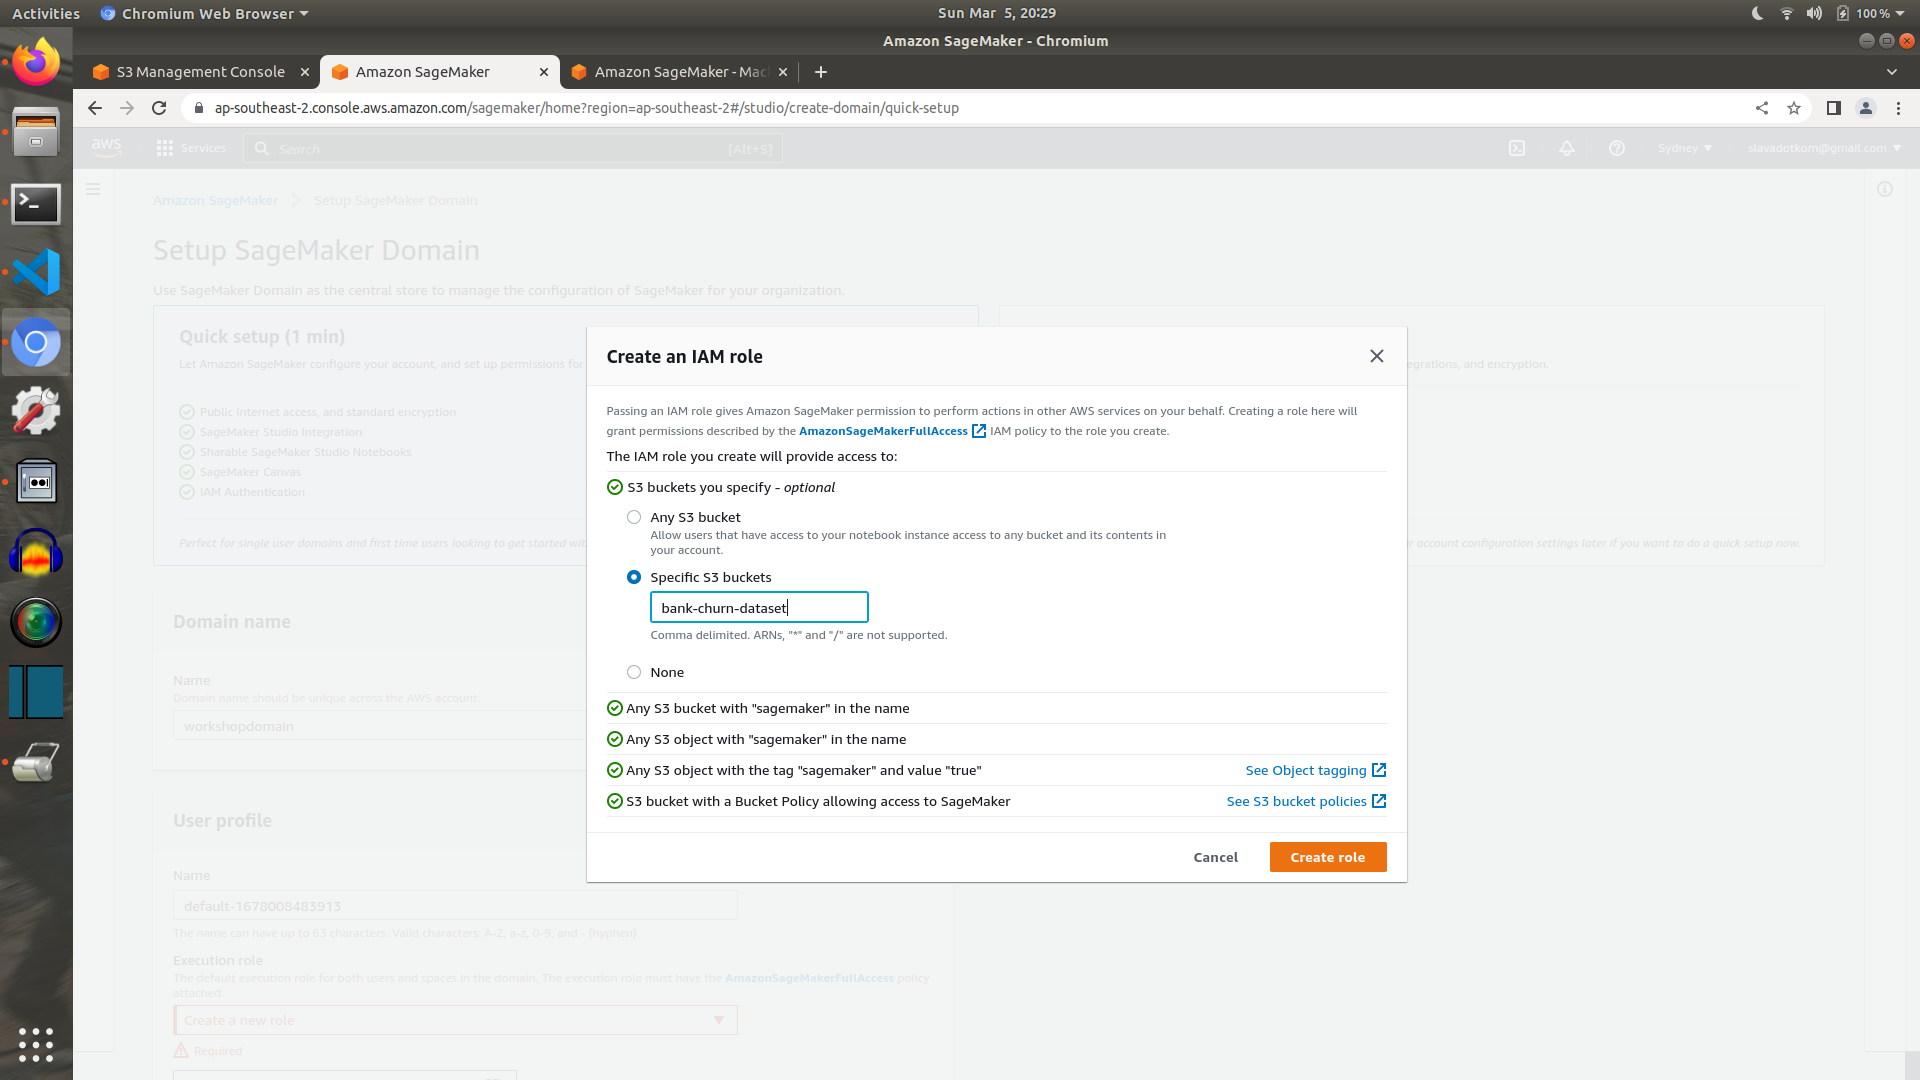 Activities
Chromium Web Browser
Sun Mar 5, 20:29
100 %
Amazon SageMaker - Chromium
S3 Management Console
Amazon SageMaker
Amazon SageMaker - Mac
ap-southeast-2.console.aws.amazon.com/sagemaker/home?region=ap-southeast-2#/studio/create-domain/quick-setup
aws
Services
Search
[Alt+S]
Sydney
slavadotkom@gmail.com
Amazon SageMaker
Setup SageMaker Domain
Setup SageMaker Domain
Use SageMaker Domain as the central store to manage the configuration of SageMaker for your organization.
Quick setup (1 min)
Let Amazon SageMaker configure your account, and set up permissions for
egrations, and encryption.
Public internet access, and standard encryption
SageMaker Studio Integration
Sharable SageMaker Studio Notebooks
SageMaker Canvas
IAM Authentication
Perfect for single user domains and first time users looking to get started wit
r account configuration settings later if you want to do a quick setup now.
Domain name
Name
Domain name should be unique across the AWS account.
workshopdomain
User profile
Name
default-1678008483913
The name can have up to 63 characters. Valid characters: A-Z, a-z, 0-9, and - (hyphen)
Execution role
The default execution role for both users and spaces in the domain. The execution role must have the AmazonSageMakerFullAccess policy
attached.
Create a new role
Required
Create an IAM role
Passing an IAM role gives Amazon SageMaker permission to perform actions in other AWS services on your behalf. Creating a role here will
grant permissions described by the AmazonSageMakerFullAccess IAM policy to the role you create.
The IAM role you create will provide access to:
S3 buckets you specify - optional
Any S3 bucket
Allow users that have access to your notebook instance access to any bucket and its contents in
your account.
Specific S3 buckets
bank-churn-dataset
Comma delimited. ARNs, "*" and "/" are not supported.
None
Any S3 bucket with "sagemaker" in the name
Any S3 object with "sagemaker" in the name
Any S3 object with the tag "sagemaker" and value "true"
See Object tagging
S3 bucket with a Bucket Policy allowing access to SageMaker
See S3 bucket policies
Cancel
Create role